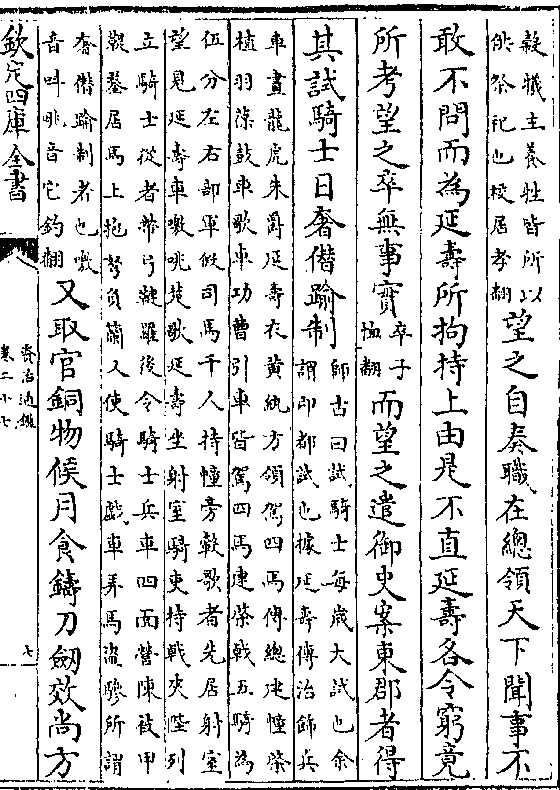 穀犧主養牲皆所以
供祭祀也校居孝翻
望之自奏職在總領天下聞事不
敢不問而為延壽所拘持上由是不直延壽各令窮竟
所考望之卒無事實
卒子
恤翻
而望之遣御史案東郡者得
其試騎士日奢僭踰制
師古曰試騎士每歲大試也余
謂即都試也據延壽傳治飾兵
車畫龍虎朱爵延壽衣黃紈方領駕四馬傅總建幢棨
植羽葆鼓車歌車功曹引車皆駕四馬建棨戟五騎為
伍分左右部軍假司馬千人持幢旁轂歌者先居射室
望見延壽車噭咷楚歌延壽坐射室騎吏持戟夾陛列
立騎士從者帶弓鞬羅後令騎士兵車四面營陳被甲
鞮鍪居馬上抱弩負籣又使騎士戲車弄馬盜驂所謂
奢僭踰制者也噭
音叫咷音它釣翻
又取官銅物候月食鑄刀劒效尚方
欽定四庫全書
資治通鑑
卷二十七
七